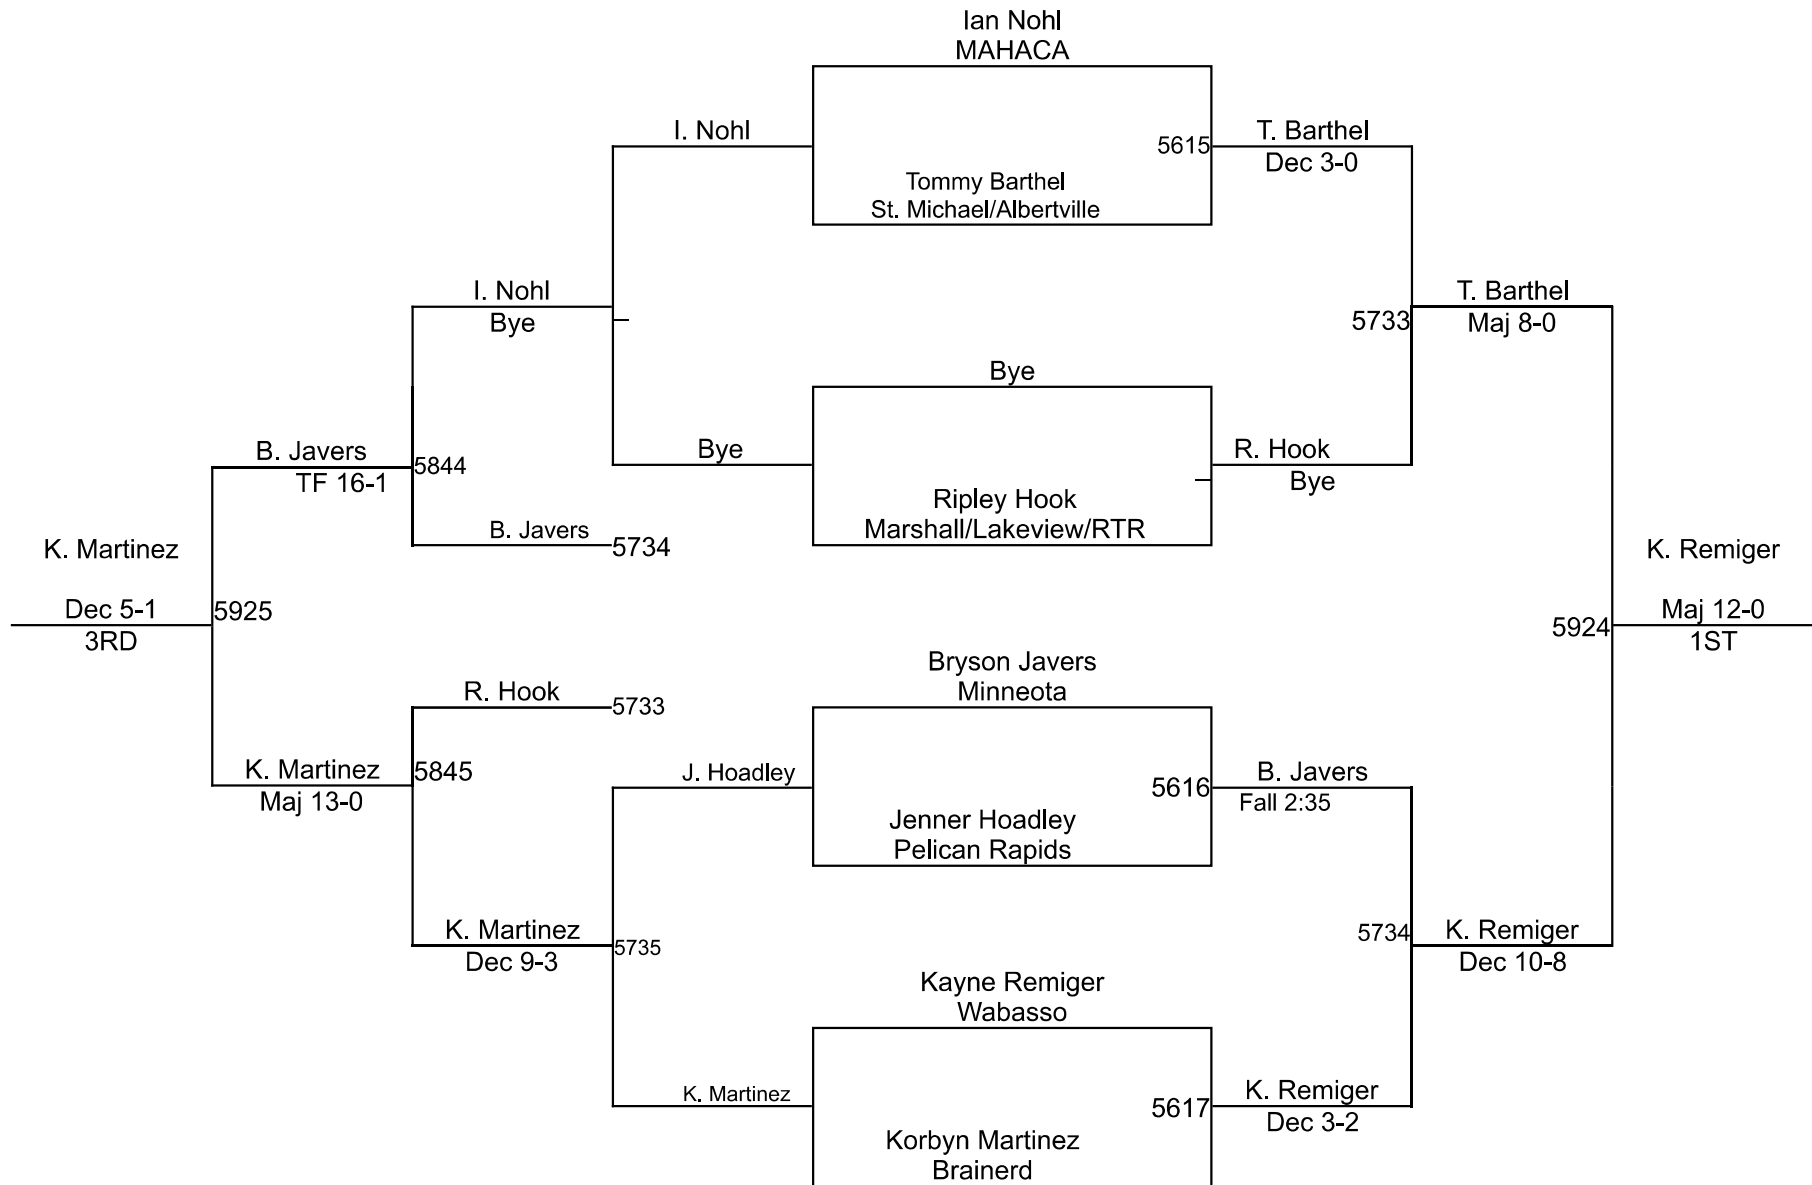 Ian Nohl
MAHACA
I. Nohl
5615
T. Barthel
Dec 3-0
Tommy Barthel
St. Michael/Albertville
I. Nohl
Bye
5733
T. Barthel
Maj 8-0
Bye
B. Javers
TF 16-1
5844
Bye
R. Hook
Bye
Ripley Hook
Marshall/Lakeview/RTR
B. Javers
5734
K. Martinez
Dec 5-1
3RD
5925
K. Remiger
5924
Maj 12-0
1ST
Bryson Javers
Minneota
R. Hook
5733
K. Martinez
Maj 13-0
5845
J. Hoadley
5616
B. Javers
Fall 2:35
Jenner Hoadley
Pelican Rapids
K. Martinez
Dec 9-3
5735
5734
K. Remiger
Dec 10-8
Kayne Remiger
Wabasso
K. Martinez
5617
K. Remiger
Dec 3-2
Korbyn Martinez
Brainerd